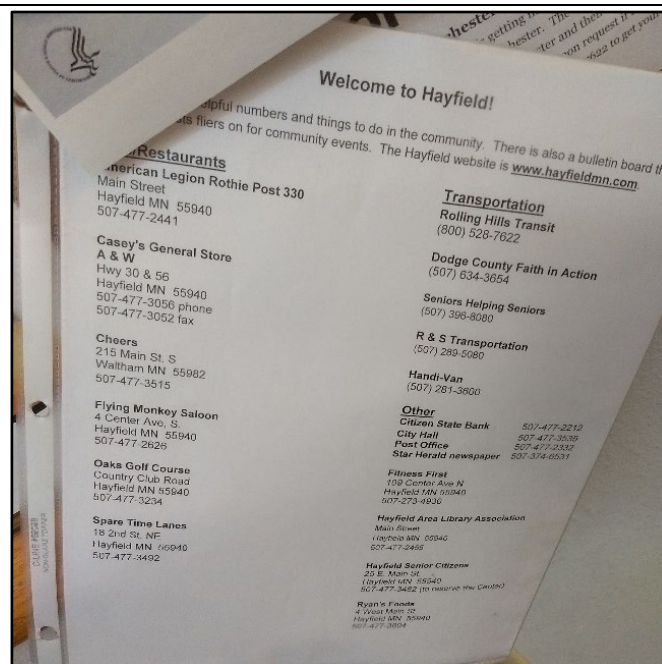 Welcome to Hayfield!
helpful numbers and things to do in the community. There is also a bulletin board
fliers on for community events. The Hayfield website is www.hayfieldmn.com.
/Restaurants
American Legion Rothie Post 330
Main Street
Hayfield MN 55940
507-477-2441
Casey's General Store
A & W
Hwy 30 & 56
Hayfield MN 55940
507-477-3056 phone
507-477-3052 fax
Cheers
215 Main St. S
Waltham MN 55982
507-477-3515
Flying Monkey Saloon
4 Center Ave, S.
Hayfield MN 55940
507-477-2626
Oaks Golf Course
Country Club Road
Hayfield MN 55940
507-477-3234
Spare Time Lanes
18 2nd St. NE
Hayfield MN 55940
507-477-3492
Transportation
Rolling Hills Transit
(800) 528-7622
Dodge County Faith in Action
(507) 634-3654
Seniors Helping Seniors
(507) 396-8080
R & S Transportation
(507) 289-5080
Handi-Van
(507) 281-3600
Other
Citizen State Bank 507-477-2212
City Hall 507-477-3535
Post Office 507-477-2332
Star Herald newspaper 507-374-6531
Fitness First
109 Center Ave N
Hayfield MN 55940
507-273-4936
Hayfield Area Library Association
Main Street
Hayfield MN 55940
Hayfield Senior Citizens
25 E. Main St.
Hayfield MN 55940
507-477-3482 (to reserve the Center)
Ryan's Foods
4 West Main St
Hayfield MN 55940